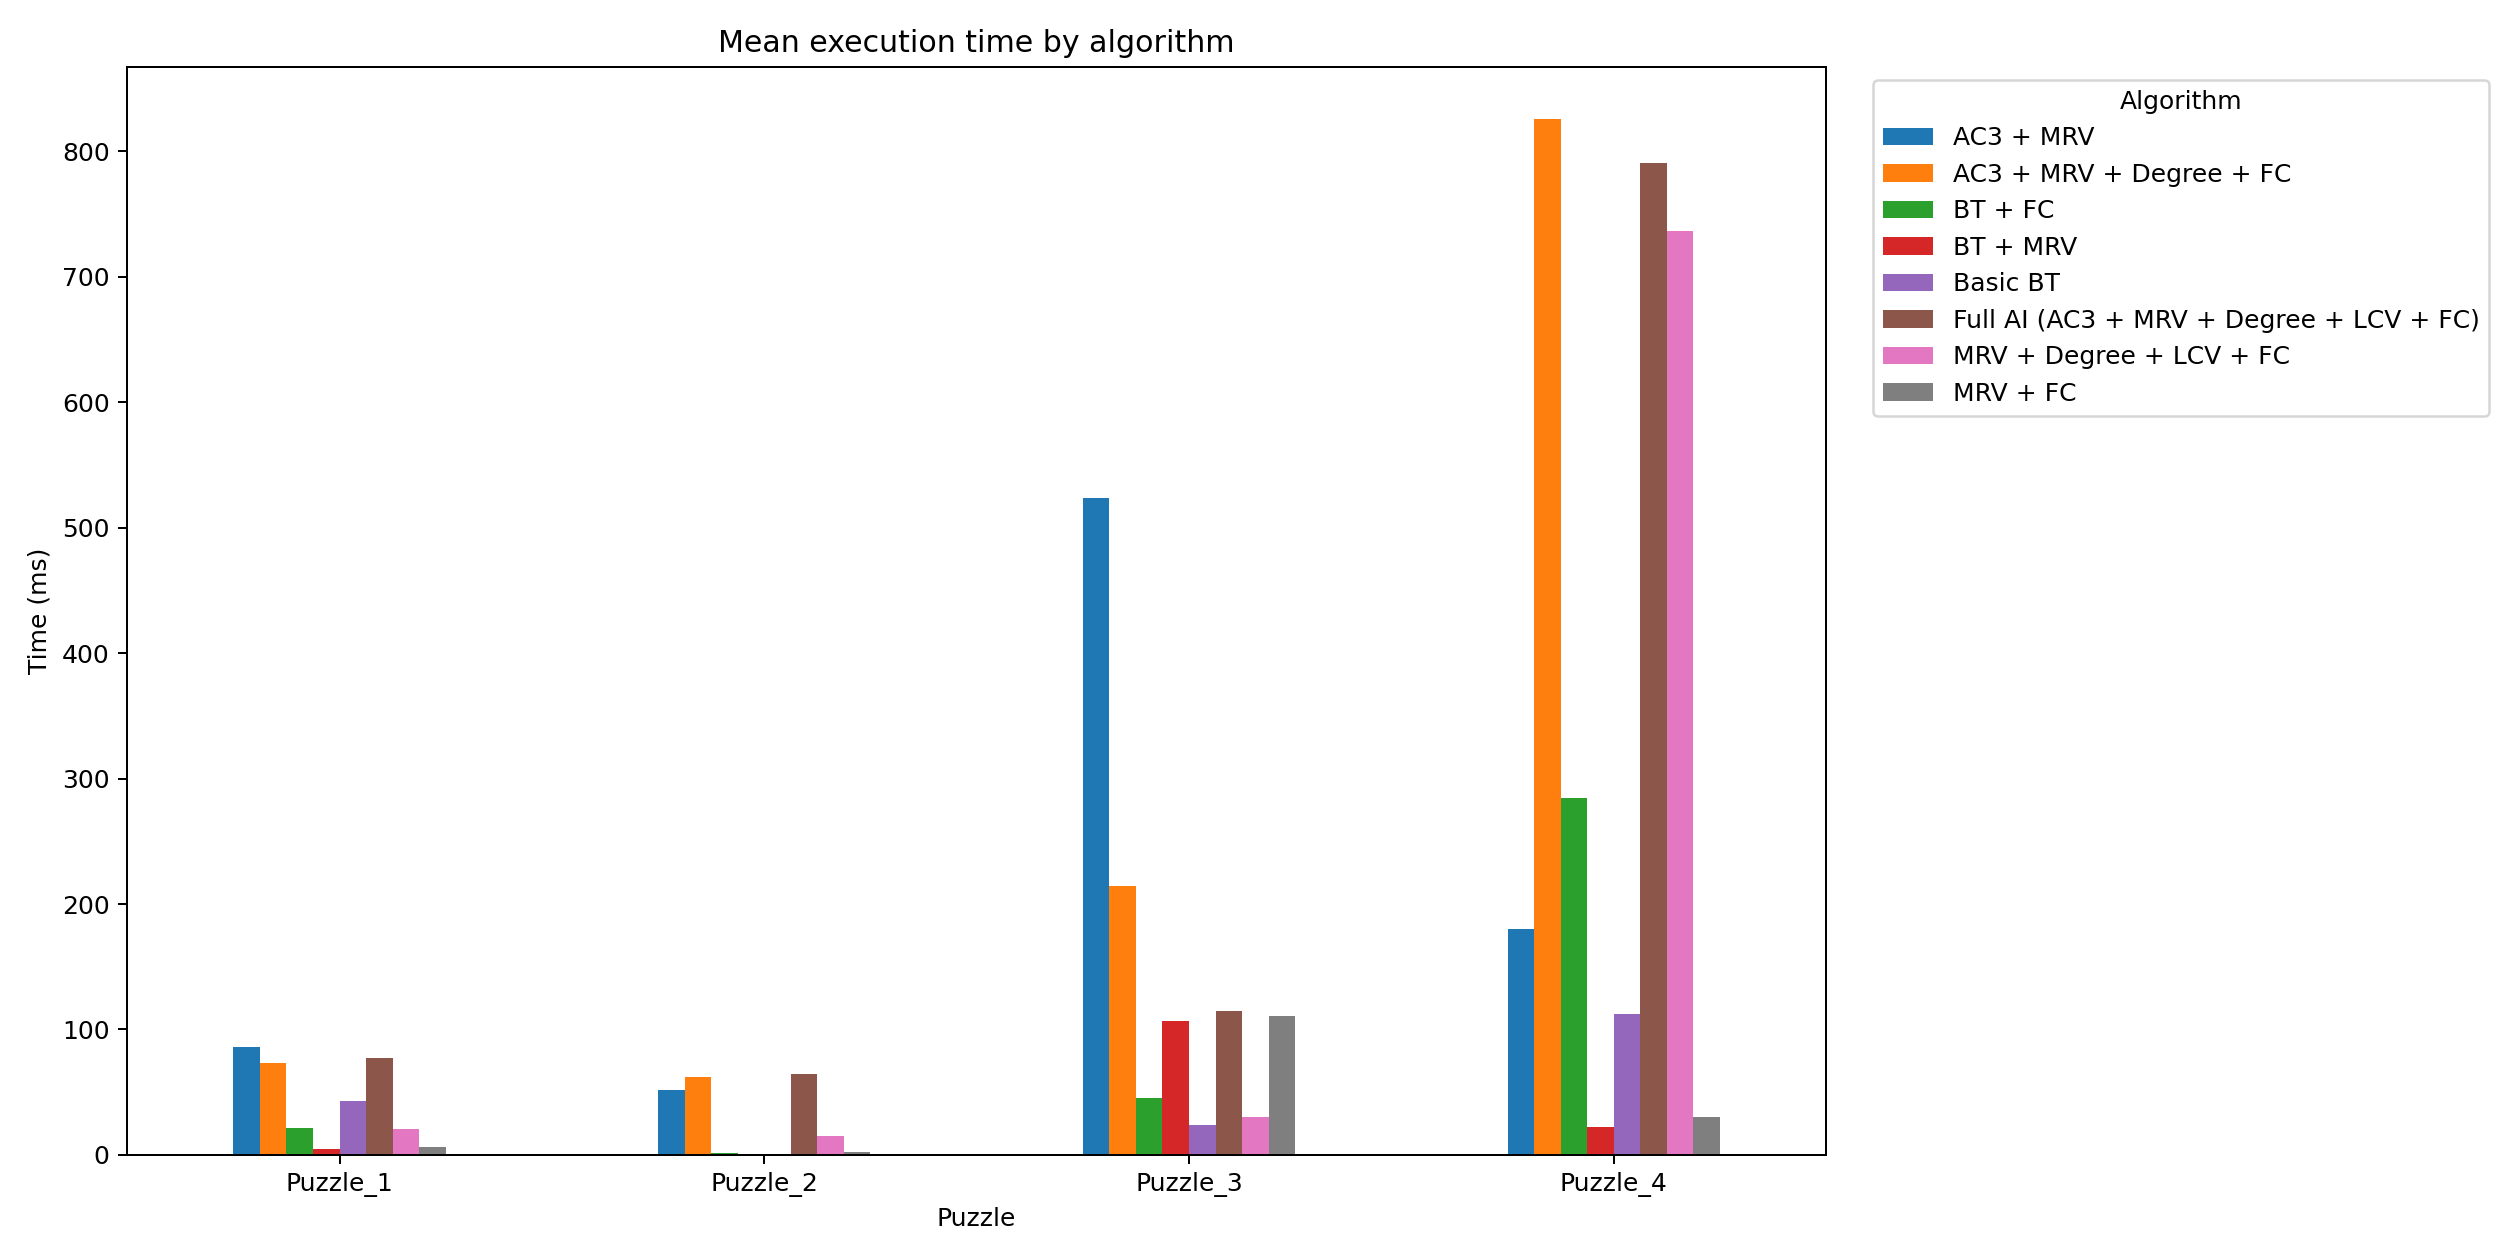 Mean execution time by algorithm
Time (ms)
800
700
600
500
400
300
200
100
0
Puzzle_1
Puzzle_2
Puzzle_3
Puzzle_4
Puzzle
Algorithm
AC3 + MRV
AC3 + MRV + Degree + FC
BT + FC
BT + MRV
Basic BT
Full AI (AC3 + MRV + Degree + LCV + FC)
MRV + Degree + LCV + FC
MRV + FC